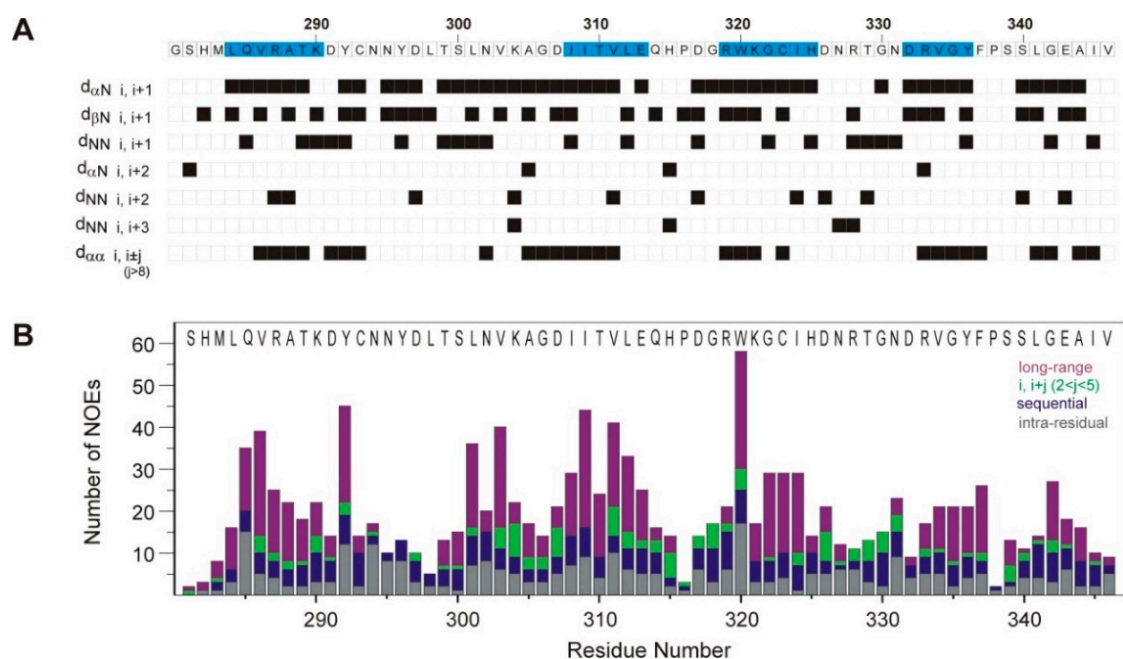 290 300 310 320 330 340
A
G S H M L Q V R A T K D Y C N N Y D L T S L N V K A G D I I T V L E Q H P D G R W K G C I H D N R T G N D R V G Y F P S S L G E A I V
dαN i, i+1
dβN i, i+1
dNN i, i+1
dαN i, i+2
dNN i, i+2
dNN i, i+3
dαα i, i±j
(j>8)
B
S H M L Q V R A T K D Y C N N Y D L T S L N V K A G D I I T V L E Q H P D G R W K G C I H D N R T G N D R V G Y F P S S L G E A I V
60
50
40
30
20
10
Number of NOEs
long-range
i, i+j (2<j<5)
sequential
intra-residual
290 300 310 320 330 340
Residue Number